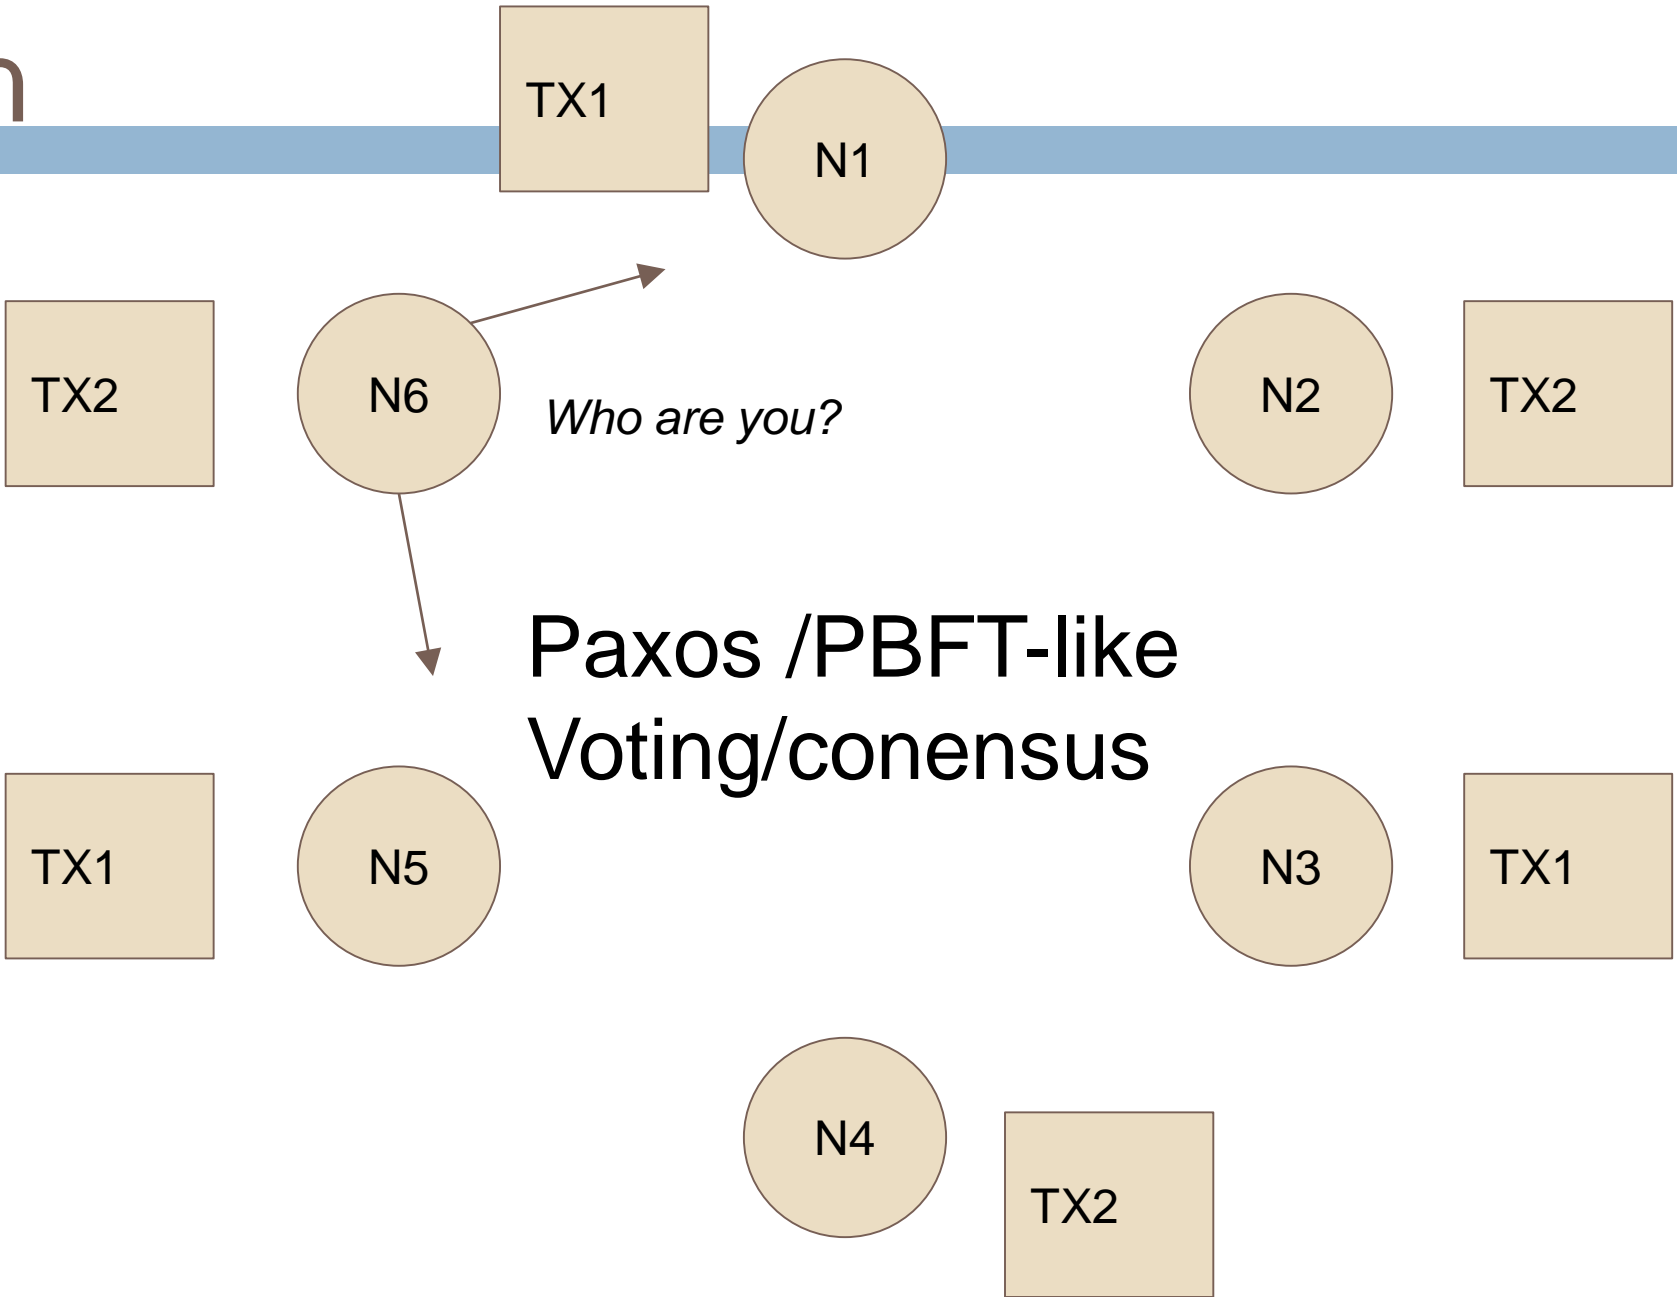 TX1
N1
TX2
N6
Who are you?
N2
TX2
Paxos /PBFT-like
Voting/conensus
TX1
N5
N3
TX1
N4
TX2